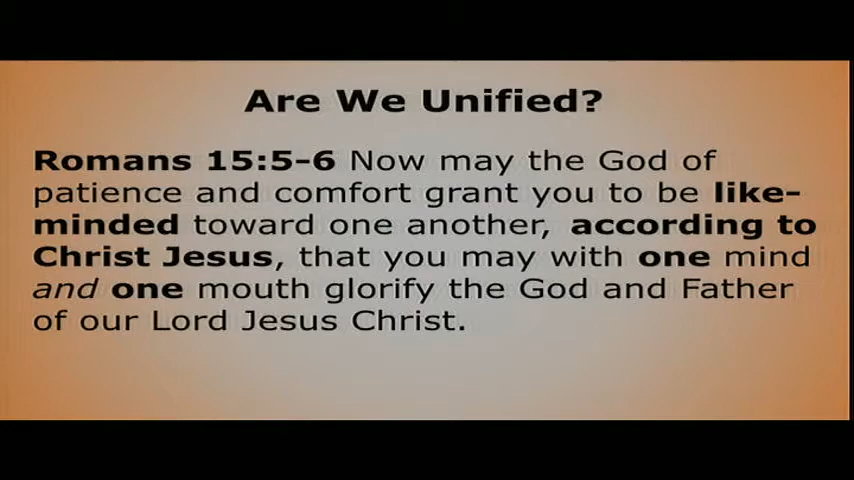 Are We Unified?
Romans 15:5-6 Now may the God of
patience and comfort grant you to be like-
minded toward one another, according to
Christ Jesus, that you may with one mind
and one mouth glorify the God and Father
of our Lord Jesus Christ.